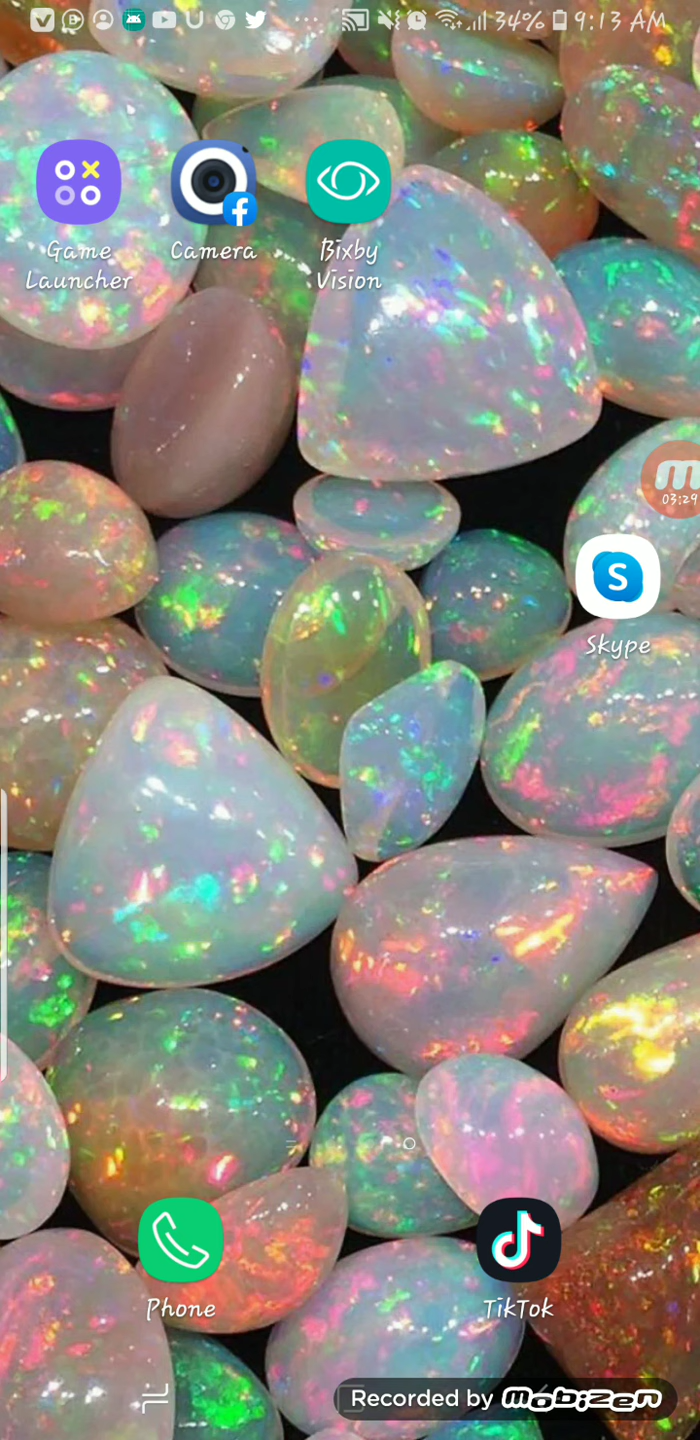 34% 9:13 AM
Game Launcher
Camera
Bixby Vision
03:29
Skype
Phone
TikTok
Recorded by mobizen